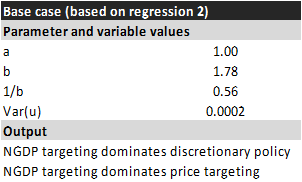 Base case (based on regression 2)
Parameter and variable values
a 1.00
b 1.78
1/b 0.56
Var(u) 0.0002
Output
NGDP targeting dominates discretionary policy
NGDP targeting dominates price targeting